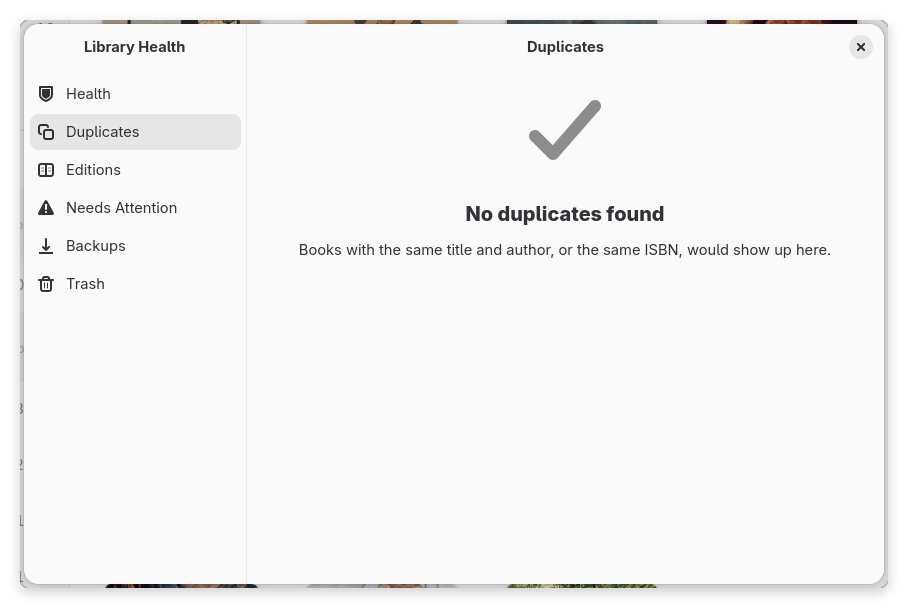 Library Health
Duplicates
Health
Duplicates
Editions
Needs Attention
Backups
Trash
No duplicates found
Books with the same title and author, or the same ISBN, would show up here.